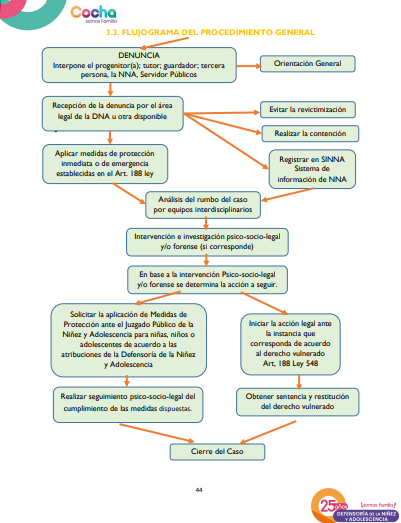 Cocha
somos familia
3.3. FLUJOGRAMA DEL PROCEDIMIENTO GENERAL
DENUNCIA
Interpone el progenitor(a); tutor; guardador; tercera
persona, la NNA, Servidor Públicos
Orientación General
Recepción de la denuncia por el área
legal de la DNA u otra disponible
Evitar la revictimización
Realizar la contención
Aplicar medidas de protección
inmediata o de emergencia
establecidas en el Art. 188 ley
Registrar en SINNA
Sistema de
información de NNA
Análisis del rumbo del caso
por equipos interdisciplinarios
Intervención e investigación psico-socio-legal
y/o forense (si corresponde)
En base a la intervención Psico-socio-legal
y/o forense se determina la acción a seguir.
Solicitar la aplicación de Medidas de
Protección ante el Juzgado Público de la
Niñez y Adolescencia para niñas, niños o
adolescentes de acuerdo a las
atribuciones de la Defensoría de la Niñez
y Adolescencia
Iniciar la acción legal ante
la instancia que
corresponda de acuerdo
al derecho vulnerado
Art, 188 Ley 548
Realizar seguimiento psico-socio-legal del
cumplimiento de las medidas dispuestas.
Obtener sentencia y restitución
del derecho vulnerado
Cierre del Caso
44
25años
¡somos familia!
DEFENSORÍA DE LA NIÑEZ
Y ADOLESCENCIA